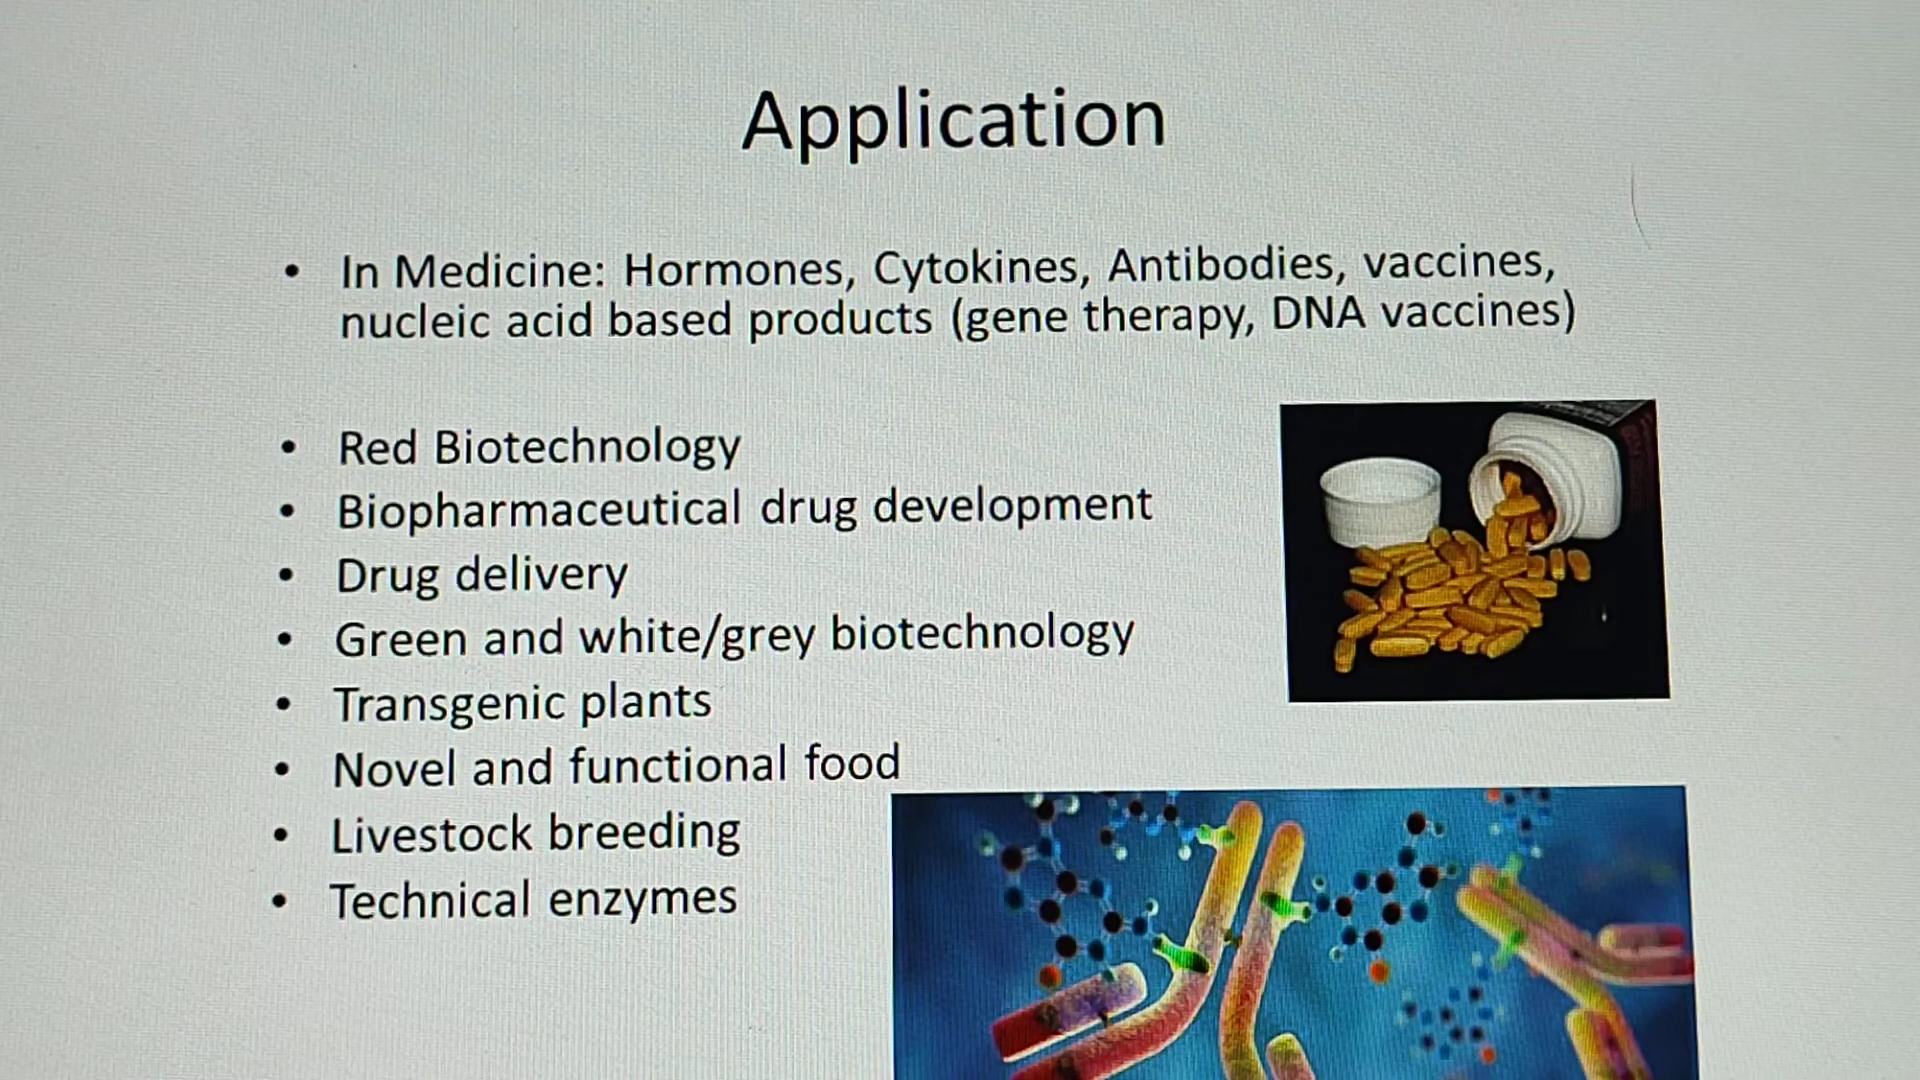 Application
• In Medicine: Hormones, Cytokines, Antibodies, vaccines,
nucleic acid based products (gene therapy, DNA vaccines)
• Red Biotechnology
• Biopharmaceutical drug development
• Drug delivery
• Green and white/grey biotechnology
• Transgenic plants
• Novel and functional food
• Livestock breeding
• Technical enzymes